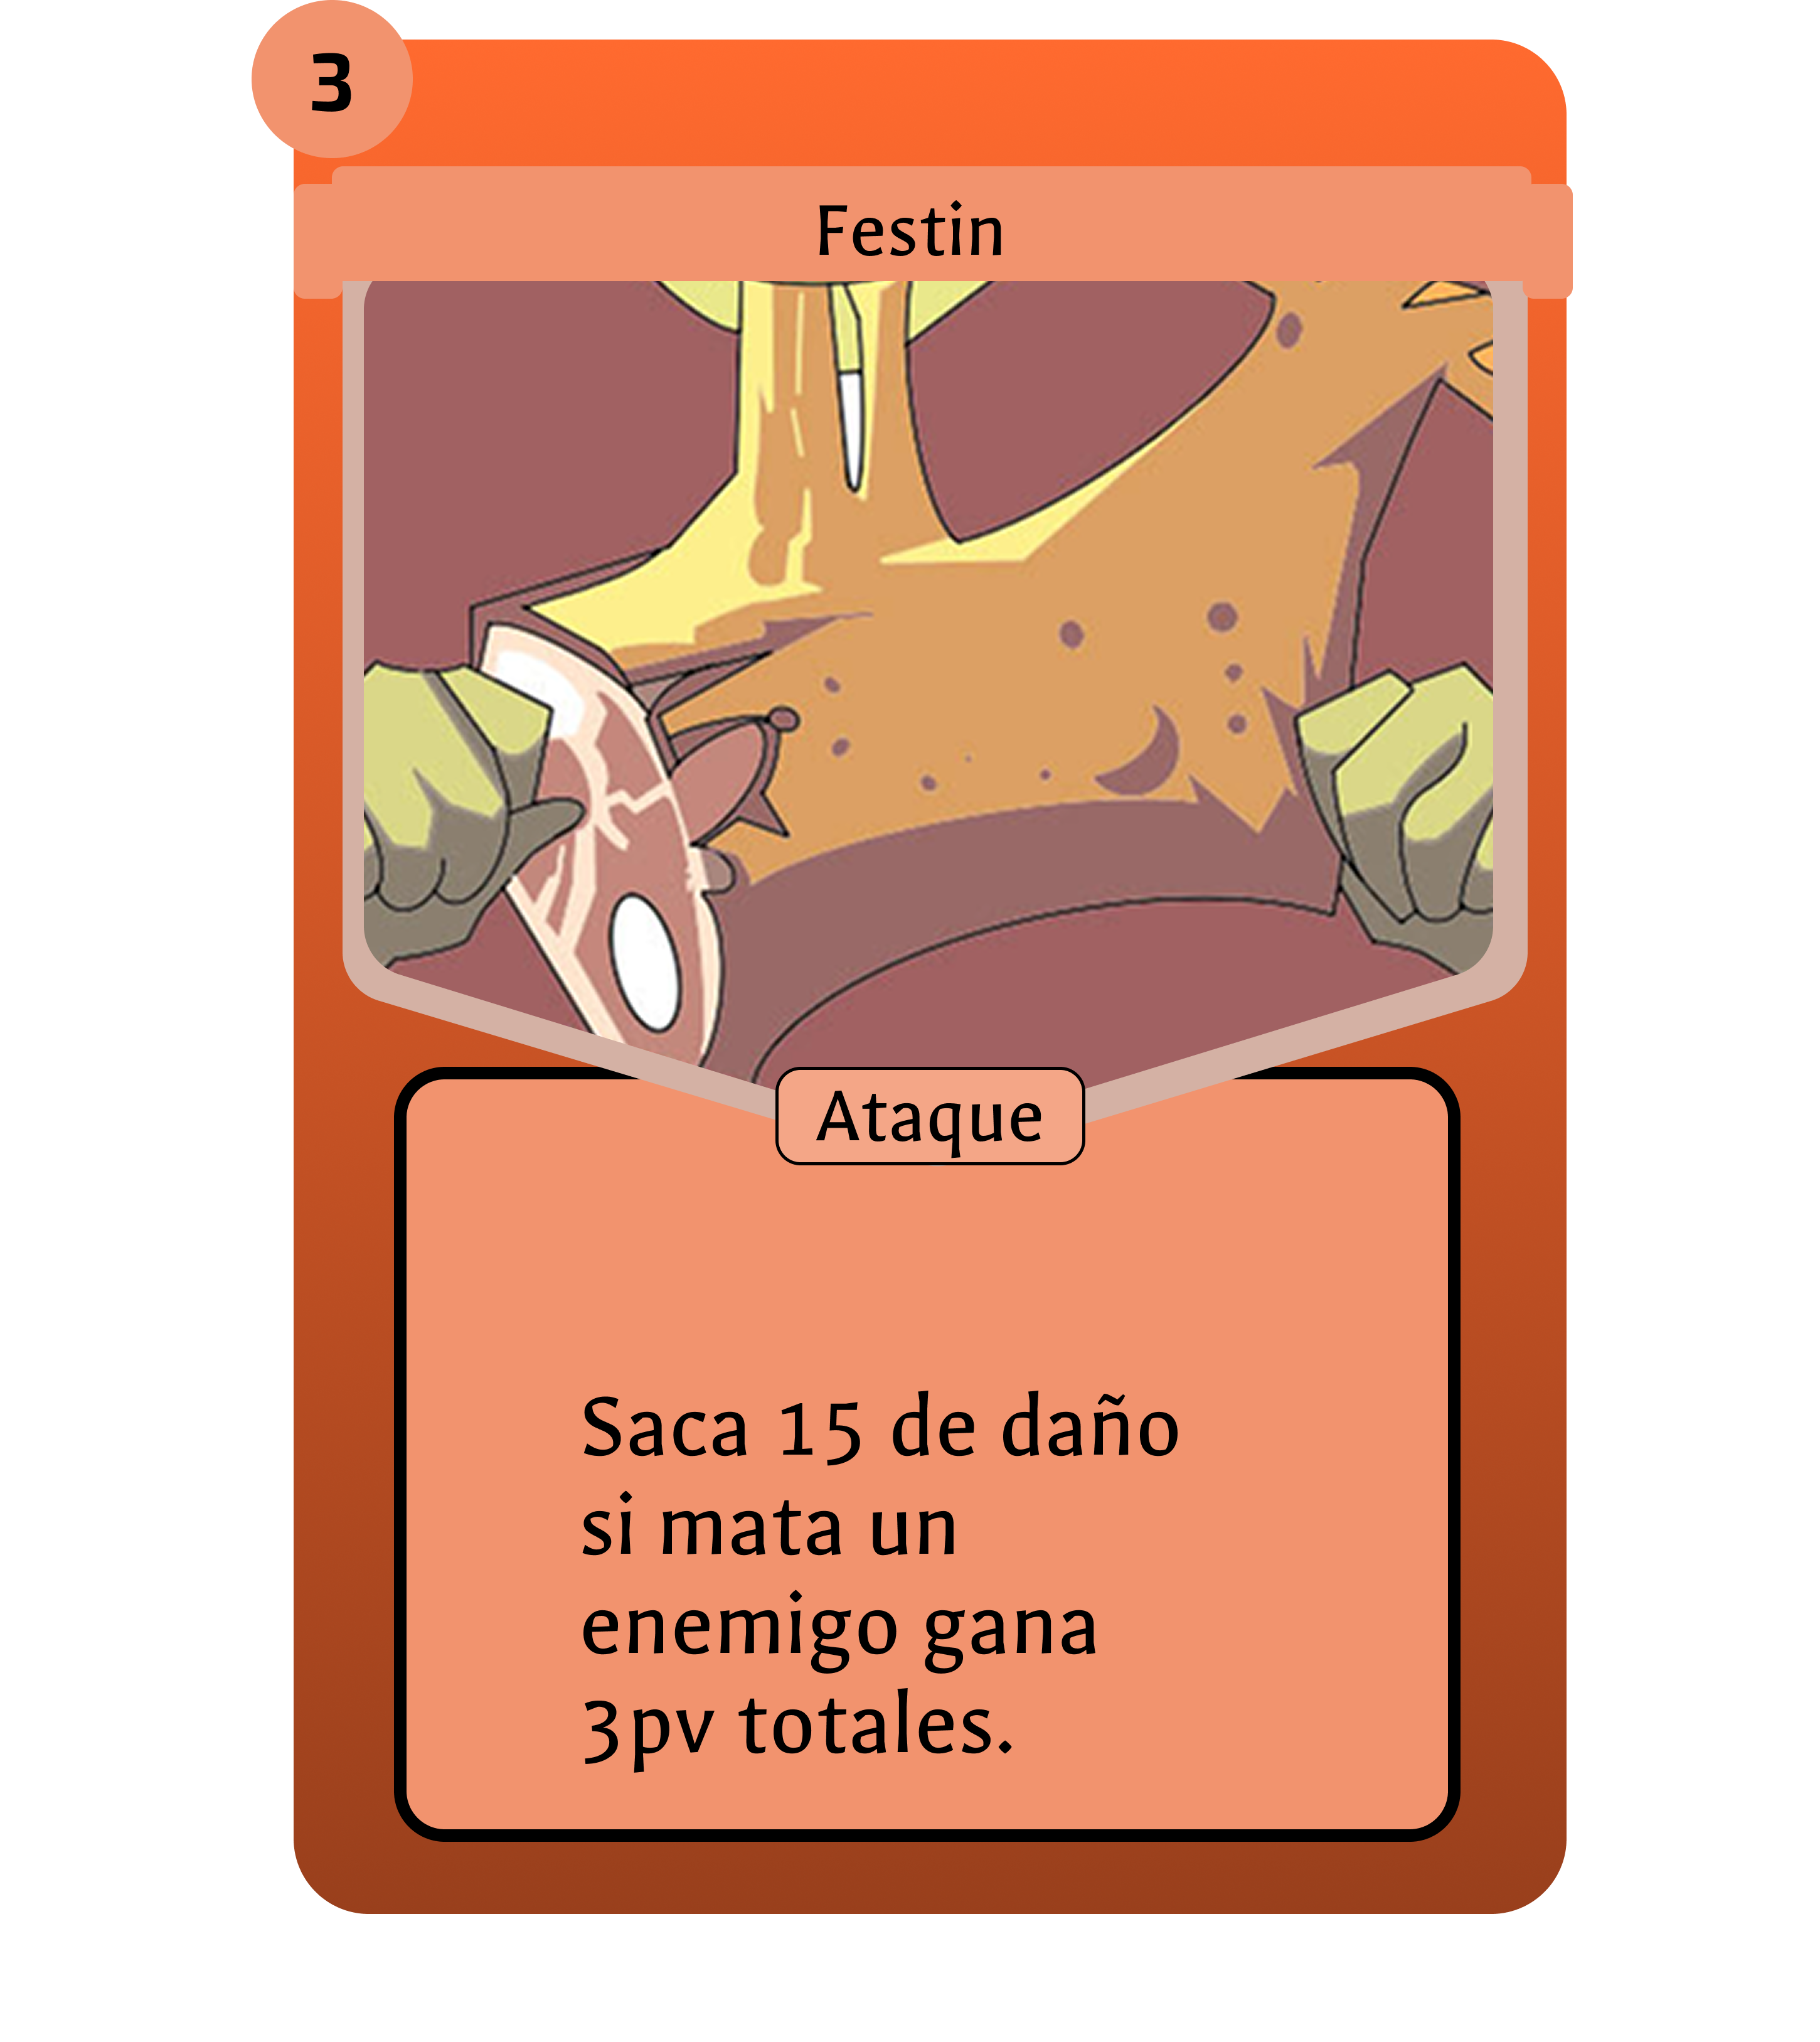 3
Festin
Ataque
Saca 15 de daño
si mata un
enemigo gana
3pv totales.